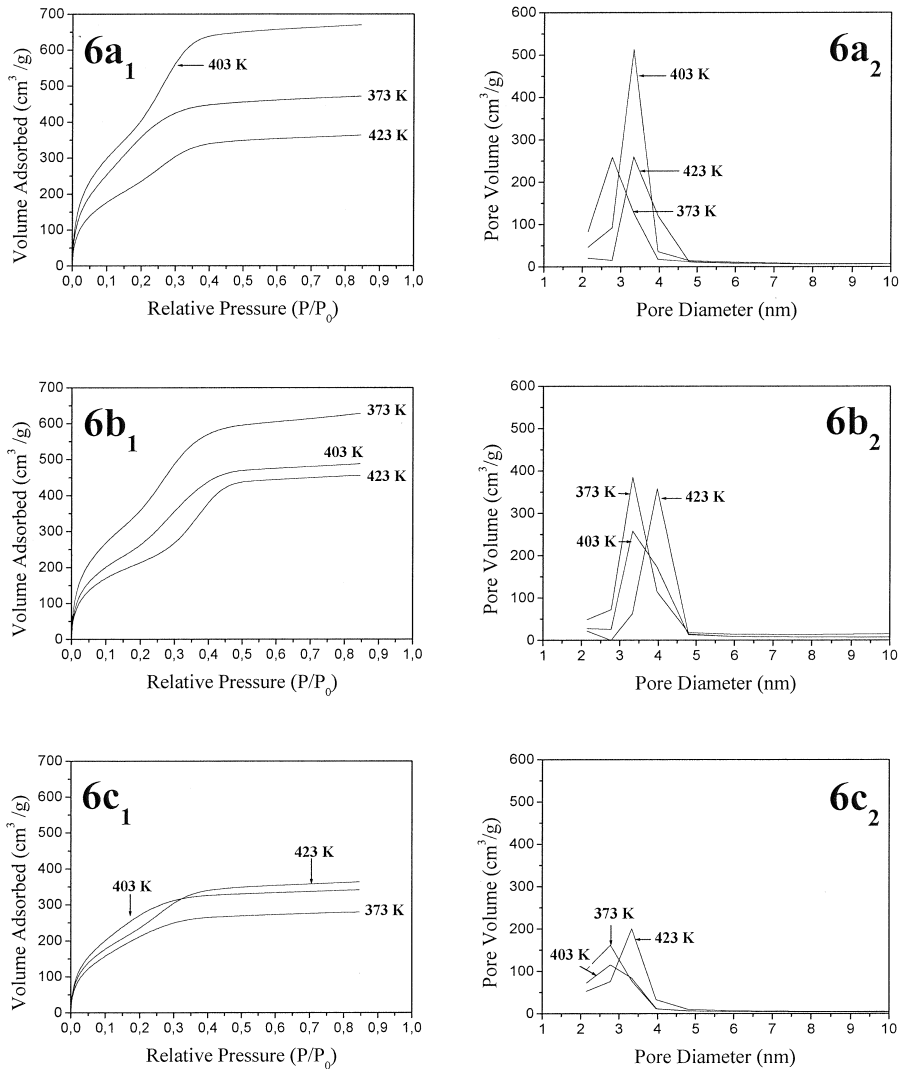 700
600
500
400
300
200
100
0
Volume Adsorbed (cm³/g)
6a₁
403 K
373 K
423 K
0,0 0,1 0,2 0,3 0,4 0,5 0,6 0,7 0,8 0,9 1,0
Relative Pressure (P/P₀)
600
500
400
300
200
100
0
Pore Volume (cm³/g)
6a₂
403 K
423 K
373 K
1 2 3 4 5 6 7 8 9 10
Pore Diameter (nm)
700
600
500
400
300
200
100
0
Volume Adsorbed (cm³/g)
6b₁
373 K
403 K
423 K
0,0 0,1 0,2 0,3 0,4 0,5 0,6 0,7 0,8 0,9 1,0
Relative Pressure (P/P₀)
600
500
400
300
200
100
0
Pore Volume (cm³/g)
6b₂
373 K
423 K
403 K
1 2 3 4 5 6 7 8 9 10
Pore Diameter (nm)
700
600
500
400
300
200
100
0
Volume Adsorbed (cm³/g)
6c₁
423 K
403 K
373 K
0,0 0,1 0,2 0,3 0,4 0,5 0,6 0,7 0,8 0,9 1,0
Relative Pressure (P/P₀)
600
500
400
300
200
100
0
Pore Volume (cm³/g)
6c₂
373 K
423 K
403 K
1 2 3 4 5 6 7 8 9 10
Pore Diameter (nm)